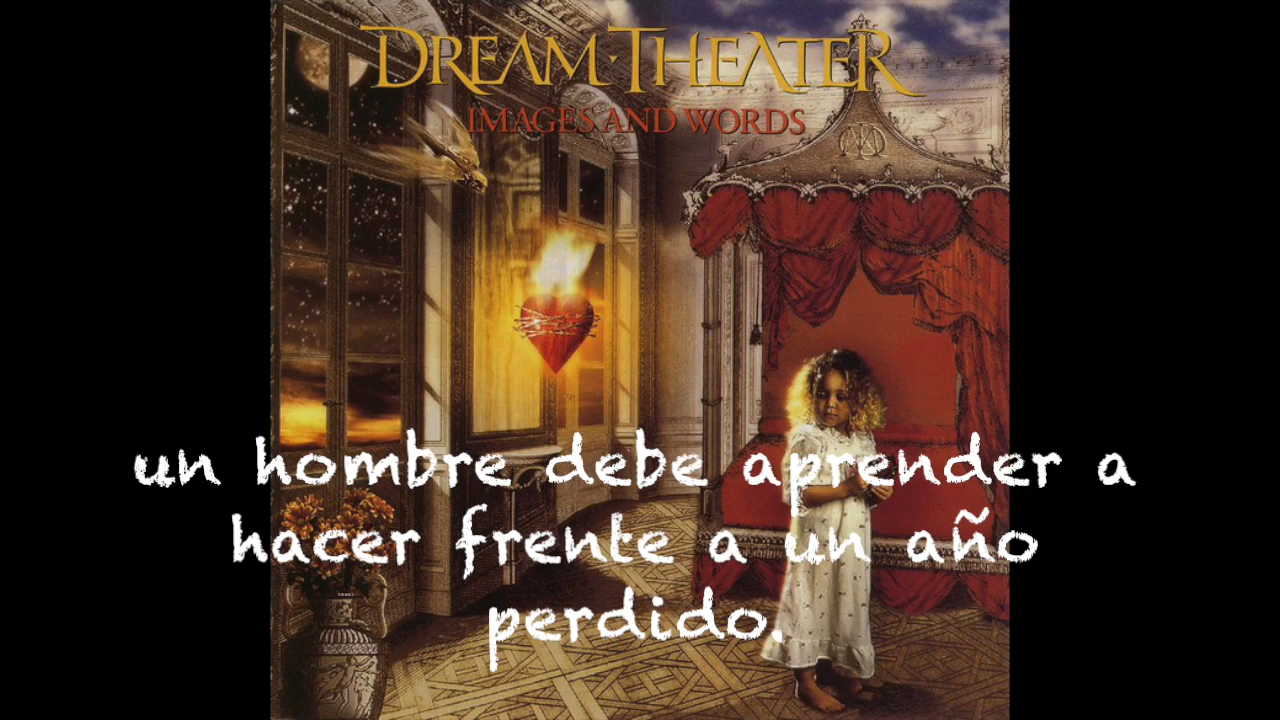 DREAM·THEATER
IMAGES AND WORDS
un hombre debe aprender a
hacer frente a un año
perdido.